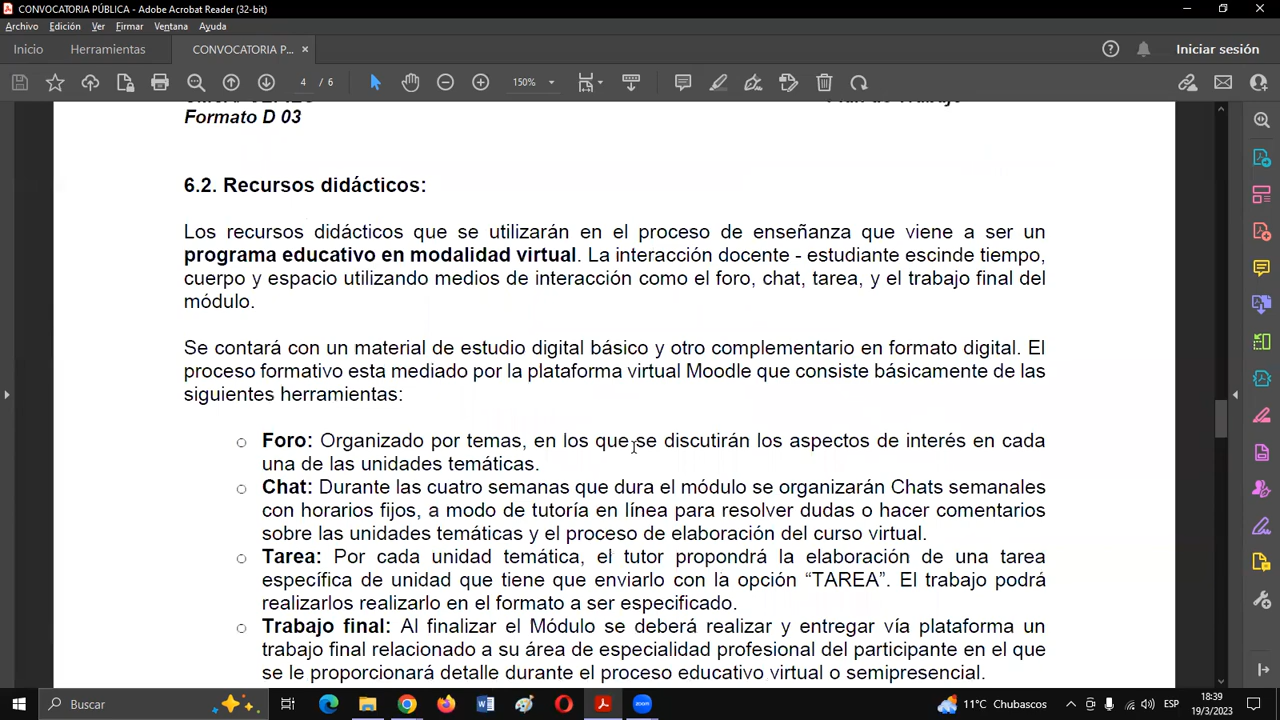 CONVOCATORIA PÚBLICA - Adobe Acrobat Reader (32-bit)
Archivo Edición Ver Firmar Ventana Ayuda
Inicio Herramientas CONVOCATORIA P... × Iniciar sesión
4 / 6 150%
Formato D 03
6.2. Recursos didácticos:
Los recursos didácticos que se utilizarán en el proceso de enseñanza que viene a ser un
programa educativo en modalidad virtual. La interacción docente - estudiante escinde tiempo,
cuerpo y espacio utilizando medios de interacción como el foro, chat, tarea, y el trabajo final del
módulo.
Se contará con un material de estudio digital básico y otro complementario en formato digital. El
proceso formativo esta mediado por la plataforma virtual Moodle que consiste básicamente de las
siguientes herramientas:
Foro: Organizado por temas, en los que se discutirán los aspectos de interés en cada
una de las unidades temáticas.
Chat: Durante las cuatro semanas que dura el módulo se organizarán Chats semanales
con horarios fijos, a modo de tutoría en línea para resolver dudas o hacer comentarios
sobre las unidades temáticas y el proceso de elaboración del curso virtual.
Tarea: Por cada unidad temática, el tutor propondrá la elaboración de una tarea
específica de unidad que tiene que enviarlo con la opción “TAREA”. El trabajo podrá
realizarlos realizarlo en el formato a ser especificado.
Trabajo final: Al finalizar el Módulo se deberá realizar y entregar vía plataforma un
trabajo final relacionado a su área de especialidad profesional del participante en el que
se le proporcionará detalle durante el proceso educativo virtual o semipresencial.
Buscar 11°C Chubascos ESP 18:39
19/3/2023